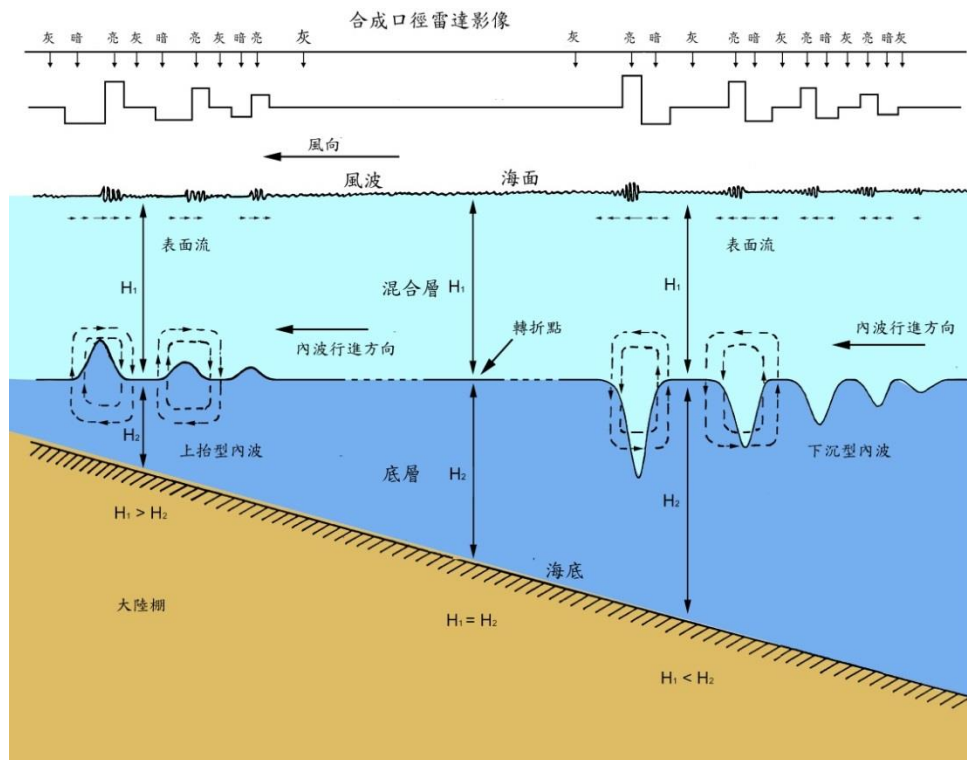 合成口徑雷達影像
灰 暗 亮 暗 亮 灰 暗 亮 灰 灰 亮 暗 灰 亮 暗 灰 亮 暗 灰 亮 暗 灰
風向
風波 海面
表面流 表面流
H₁ 混合層 H₁ H₁
轉折點
內波行進方向 內波行進方向
H₂ 上抬型內波 底層 H₂ H₂ 下沉型內波
H₁ > H₂
海底
大陸棚
H₁ = H₂
H₁ < H₂